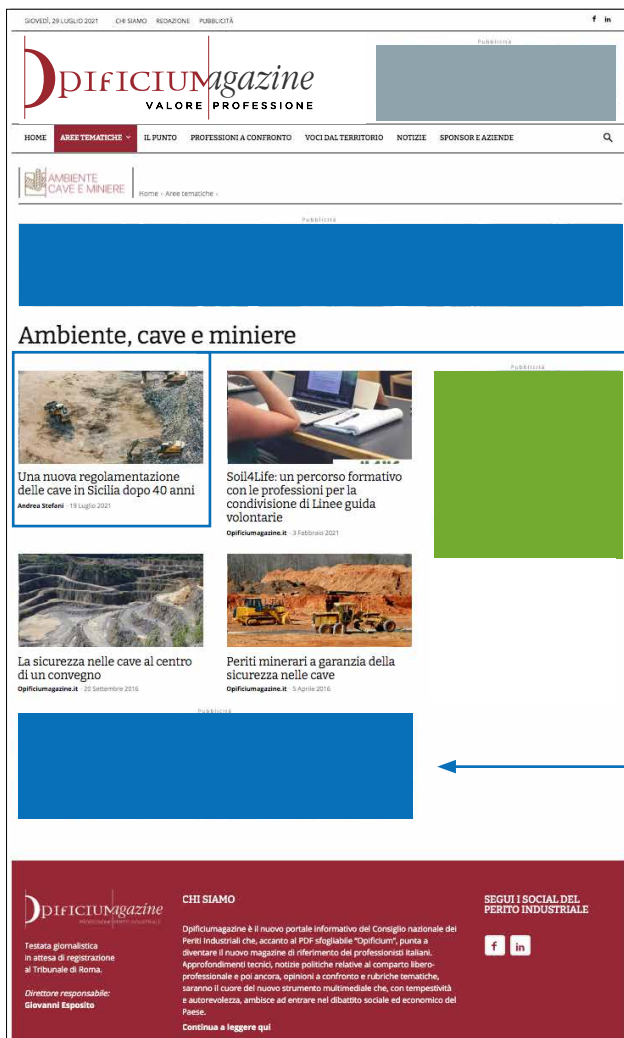 GIOVEDÌ, 29 LUGLIO 2021 CHI SIAMO REDAZIONE PUBBLICITÀ
Pubblicità
OPIFICIUMagazine
VALORE PROFESSIONE
HOME AREE TEMATICHE IL PUNTO PROFESSIONI A CONFRONTO VOCI DAL TERRITORIO NOTIZIE SPONSOR E AZIENDE
AMBIENTE
CAVE E MINIERE
Home › Aree tematiche ›
Pubblicità
Ambiente, cave e miniere
Pubblicità
Una nuova regolamentazione
delle cave in Sicilia dopo 40 anni
Andrea Stefani - 19 Luglio 2021
Soil4Life: un percorso formativo
con le professioni per la
condivisione di Linee guida
volontarie
Opificiumagazine.it - 3 Febbraio 2021
La sicurezza nelle cave al centro
di un convegno
Opificiumagazine.it - 20 Settembre 2016
Periti minerari a garanzia della
sicurezza nelle cave
Opificiumagazine.it - 5 Aprile 2016
Pubblicità
OPIFICIUMagazine
Testata giornalistica
in attesa di registrazione
al Tribunale di Roma.
Direttore responsabile:
Giovanni Esposito
CHI SIAMO
Opificiumagazine è il nuovo portale informativo del Consiglio nazionale dei
Periti Industriali che, accanto al PDF sfogliabile "Opificium", punta a
diventare il nuovo magazine di riferimento dei professionisti italiani.
Approfondimenti tecnici, notizie politiche relative al comparto libero-
professionale e poi ancora, opinioni a confronto e rubriche tematiche,
saranno il cuore del nuovo strumento multimediale che, con tempestività
e autorevolezza, ambisce ad entrare nel dibattito sociale ed economico del
Paese.
Continua a leggere qui
SEGUI I SOCIAL DEL
PERITO INDUSTRIALE
f in